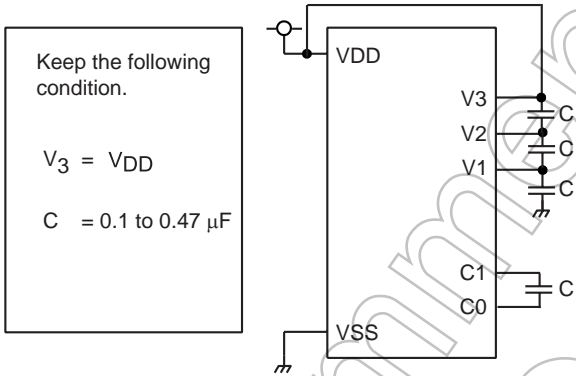 Keep the following
condition.
V3 = VDD
C = 0.1 to 0.47 μF
VDD
V3
C
V2
C
V1
C
C1
C
C0
VSS